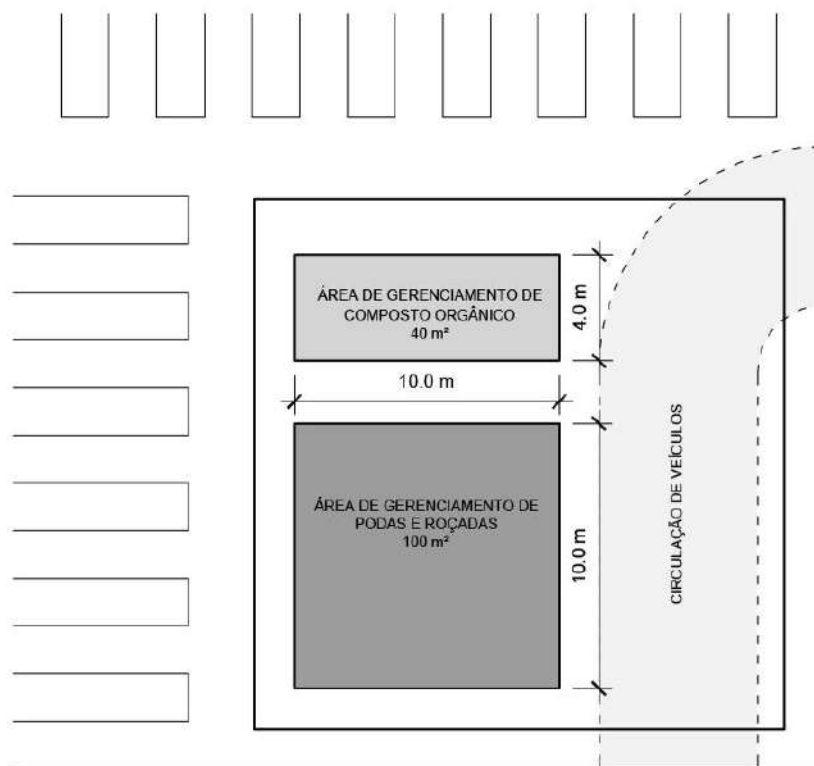 ÁREA DE GERENCIAMENTO DE
COMPOSTO ORGÂNICO
40 m²
4.0 m
10.0 m
ÁREA DE GERENCIAMENTO DE
PODAS E ROÇADAS
100 m²
10.0 m
CIRCULAÇÃO DE VEÍCULOS